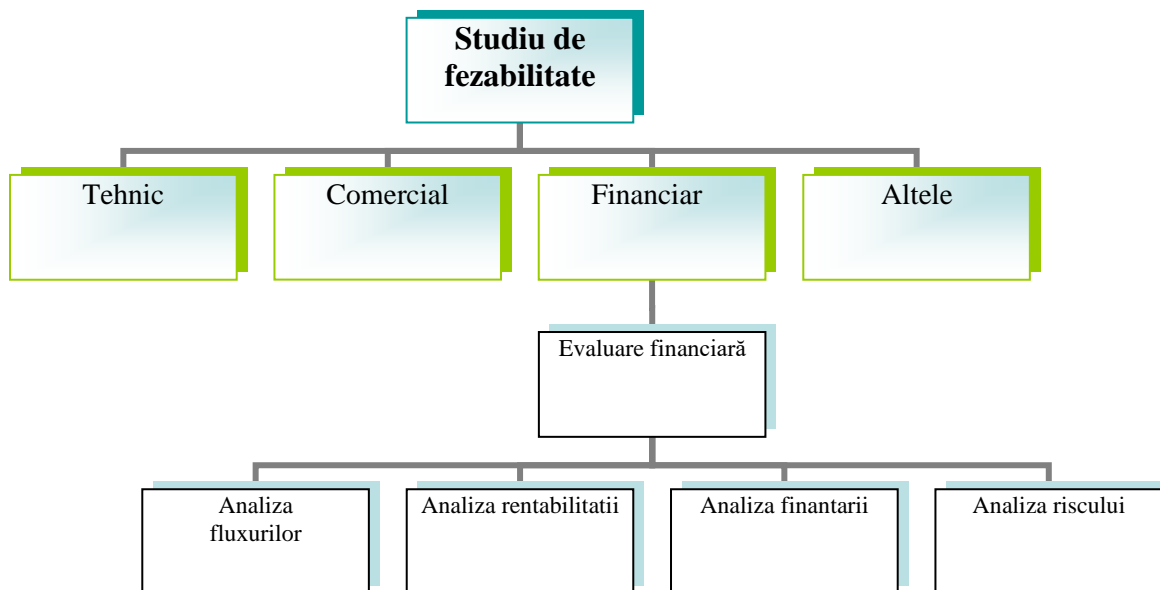 Studiu de
fezabilitate
Tehnic
Comercial
Financiar
Altele
Evaluare financiară
Analiza
fluxurilor
Analiza rentabilitatii
Analiza finantarii
Analiza riscului